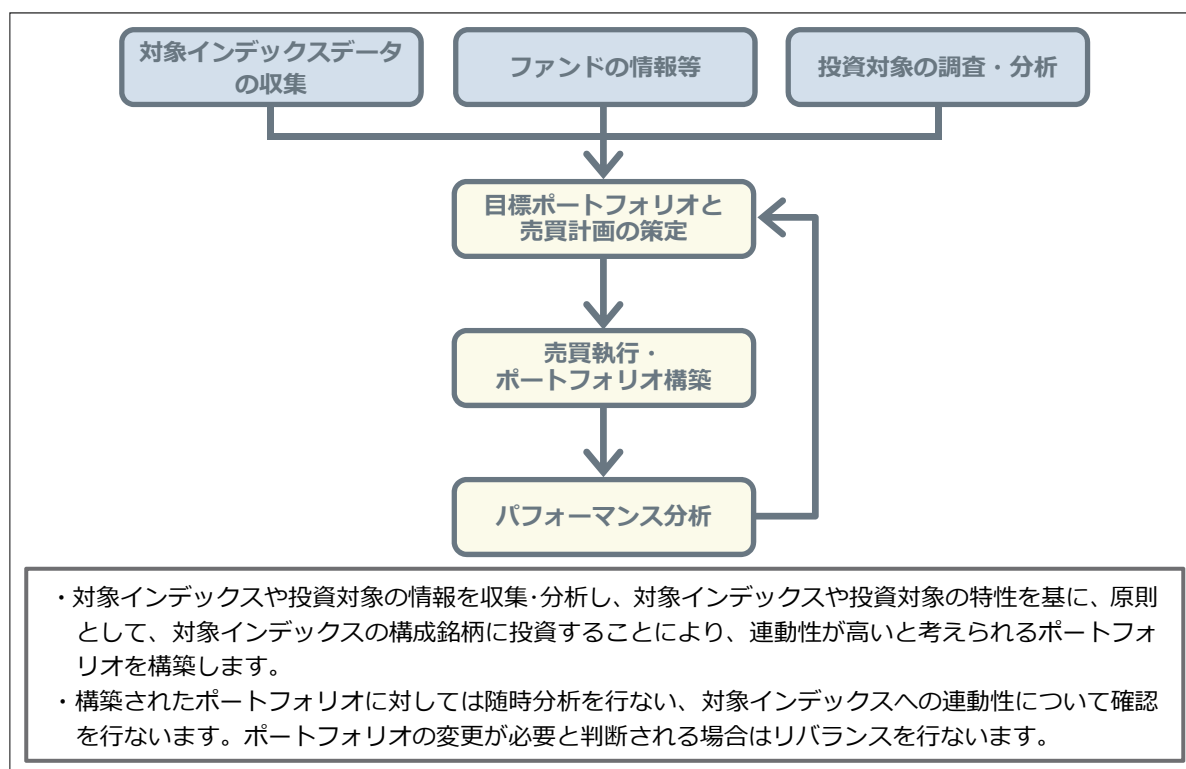 対象インデックスデータ
の収集
ファンドの情報等
投資対象の調査・分析
目標ポートフォリオと
売買計画の策定
売買執行・
ポートフォリオ構築
パフォーマンス分析
・対象インデックスや投資対象の情報を収集・分析し、対象インデックスや投資対象の特性を基に、原則
として、対象インデックスの構成銘柄に投資することにより、連動性が高いと考えられるポートフォ
リオを構築します。
・構築されたポートフォリオに対しては随時分析を行ない、対象インデックスへの連動性について確認
を行ないます。ポートフォリオの変更が必要と判断される場合はリバランスを行ないます。